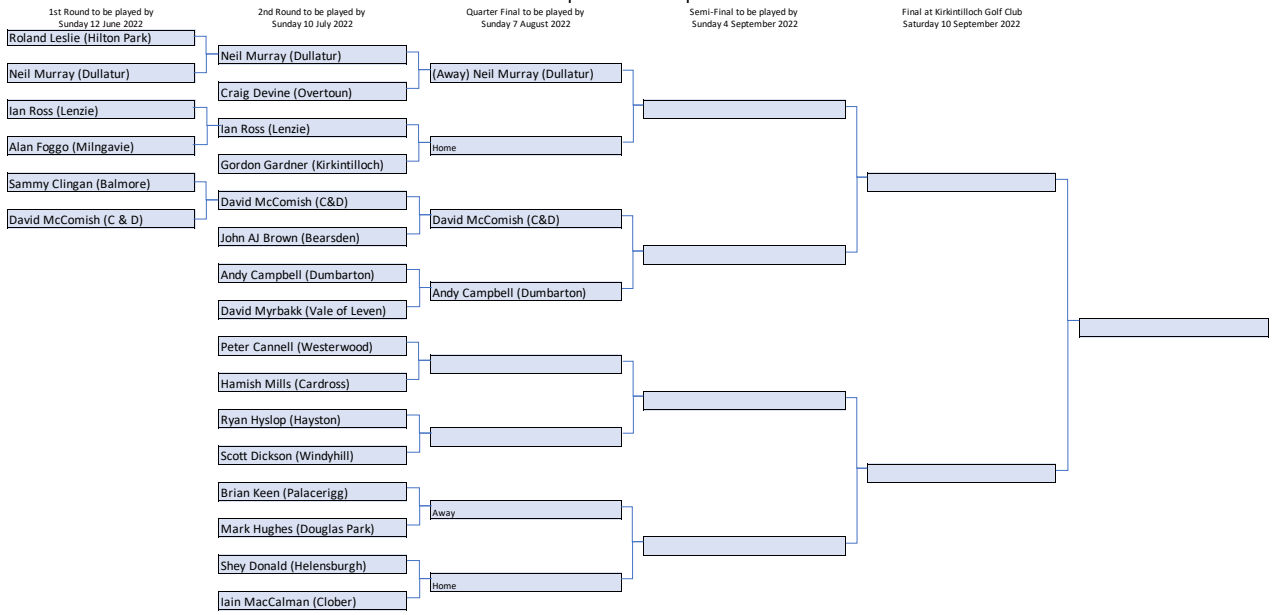 1st Round to be played by
Sunday 12 June 2022
2nd Round to be played by
Sunday 10 July 2022
Quarter Final to be played by
Sunday 7 August 2022
Semi-Final to be played by
Sunday 4 September 2022
Final at Kirkintilloch Golf Club
Saturday 10 September 2022
Roland Leslie (Hilton Park)
Neil Murray (Dullatur)
Ian Ross (Lenzie)
Alan Foggo (Milngavie)
Sammy Clingan (Balmore)
David McComish (C & D)
Neil Murray (Dullatur)
Craig Devine (Overtoun)
Ian Ross (Lenzie)
Gordon Gardner (Kirkintilloch)
David McComish (C&D)
John AJ Brown (Bearsden)
Andy Campbell (Dumbarton)
David Myrbakk (Vale of Leven)
Peter Cannell (Westerwood)
Hamish Mills (Cardross)
Ryan Hyslop (Hayston)
Scott Dickson (Windyhill)
Brian Keen (Palacerigg)
Mark Hughes (Douglas Park)
Shey Donald (Helensburgh)
Iain MacCalman (Clober)
(Away) Neil Murray (Dullatur)
Home
David McComish (C&D)
Andy Campbell (Dumbarton)
Away
Home